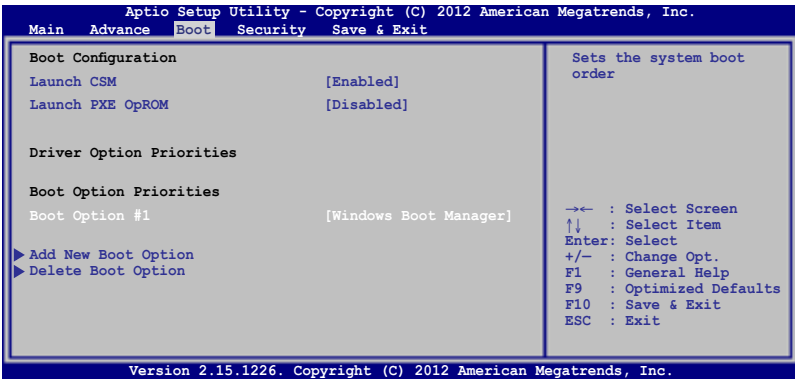 Aptio Setup Utility - Copyright (C) 2012 American Megatrends, Inc.
Main Advance Boot Security Save & Exit
Boot Configuration
Launch CSM [Enabled]
Launch PXE OpROM [Disabled]
Driver Option Priorities
Boot Option Priorities
Boot Option #1 [Windows Boot Manager]
Add New Boot Option
Delete Boot Option
Sets the system boot
order
→← : Select Screen
↑↓ : Select Item
Enter: Select
+/— : Change Opt.
F1 : General Help
F9 : Optimized Defaults
F10 : Save & Exit
ESC : Exit
Version 2.15.1226. Copyright (C) 2012 American Megatrends, Inc.